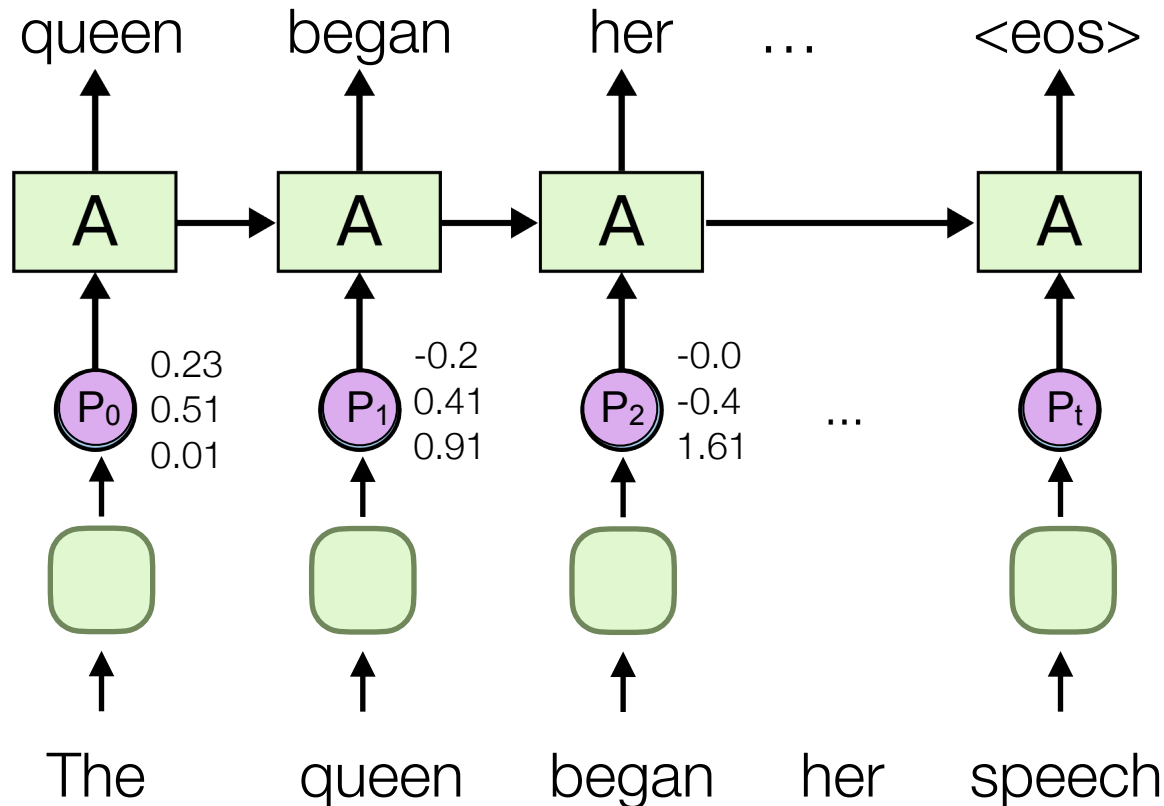 queen began her ... <eos>
A A A A
0.23 -0.2 -0.0
P₀ 0.51 P₁ 0.41 P₂ -0.4 ... Pₜ
0.01 0.91 1.61
The queen began her speech